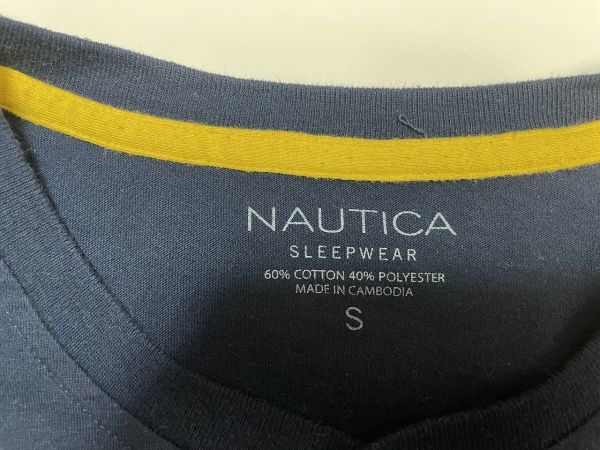 NAUTICA
SLEEPWEAR
60% COTTON 40% POLYESTER
MADE IN CAMBODIA
S